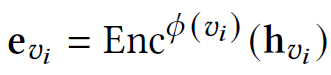 𝐞_{v_i} = Enc^{ϕ(v_i)}(𝐡_{v_i})